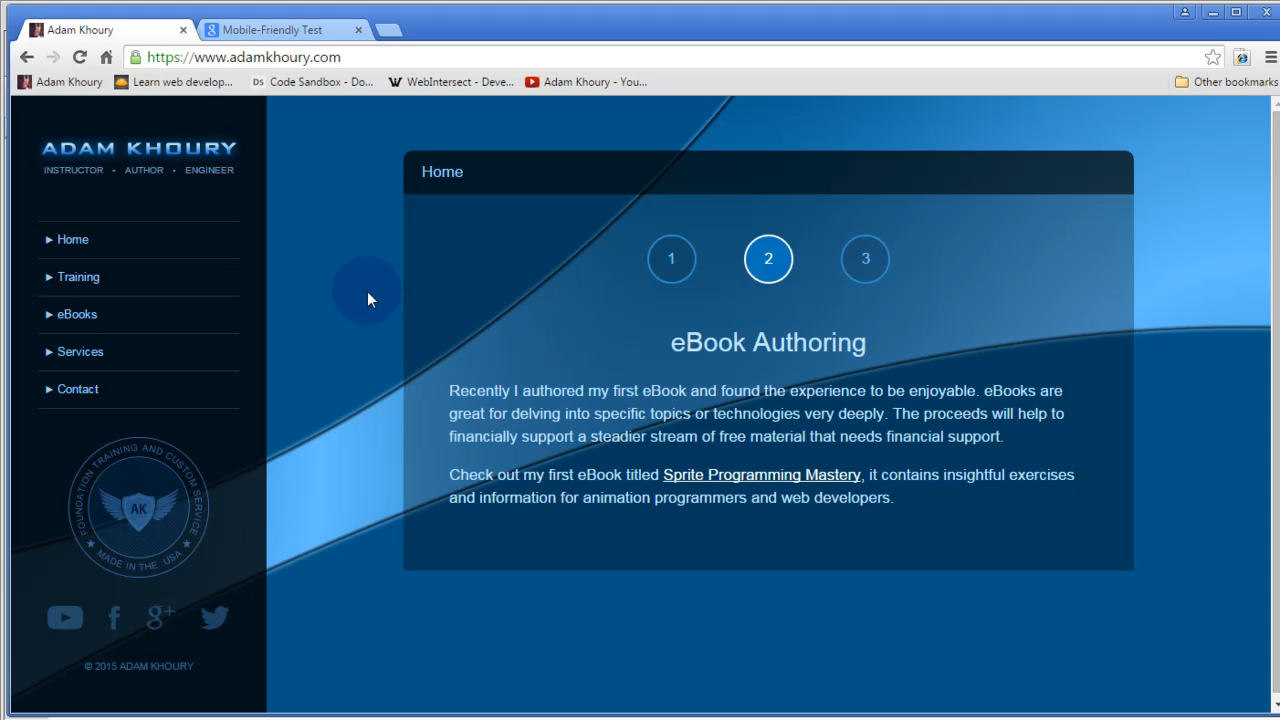 Adam Khoury
Mobile-Friendly Test
https://www.adamkhoury.com
Adam Khoury
Learn web develop...
DS Code Sandbox - Do...
W WebIntersect - Deve...
Adam Khoury - You...
Other bookmarks
ADAM KHOURY
INSTRUCTOR • AUTHOR • ENGINEER
Home
Training
eBooks
Services
Contact
FOUNDATION TRAINING AND CUSTOM SERVICE
AK
MADE IN THE USA
© 2015 ADAM KHOURY
Home
1 2 3
eBook Authoring
Recently I authored my first eBook and found the experience to be enjoyable. eBooks are
great for delving into specific topics or technologies very deeply. The proceeds will help to
financially support a steadier stream of free material that needs financial support.
Check out my first eBook titled Sprite Programming Mastery, it contains insightful exercises
and information for animation programmers and web developers.